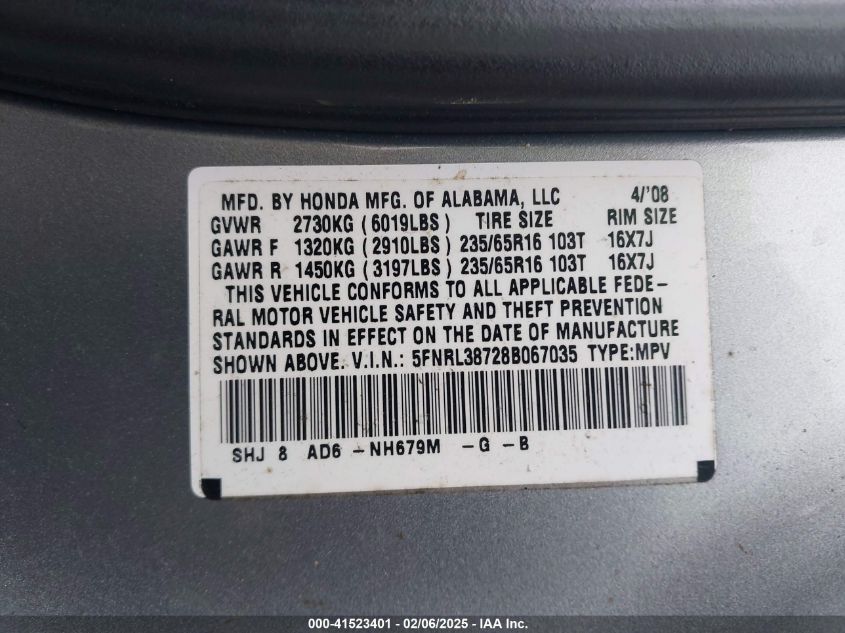 MFD. BY HONDA MFG. OF ALABAMA, LLC 4/'08
GVWR 2730KG ( 6019LBS ) TIRE SIZE RIM SIZE
GAWR F 1320KG ( 2910LBS ) 235/65R16 103T 16X7J
GAWR R 1450KG ( 3197LBS ) 235/65R16 103T 16X7J
THIS VEHICLE CONFORMS TO ALL APPLICABLE FEDE-
RAL MOTOR VEHICLE SAFETY AND THEFT PREVENTION
STANDARDS IN EFFECT ON THE DATE OF MANUFACTURE
SHOWN ABOVE. V.I.N.: 5FNRL38728B067035 TYPE:MPV
SHJ 8 AD6 -NH679M -G -B
000-41523401 - 02/06/2025 - IAA Inc.